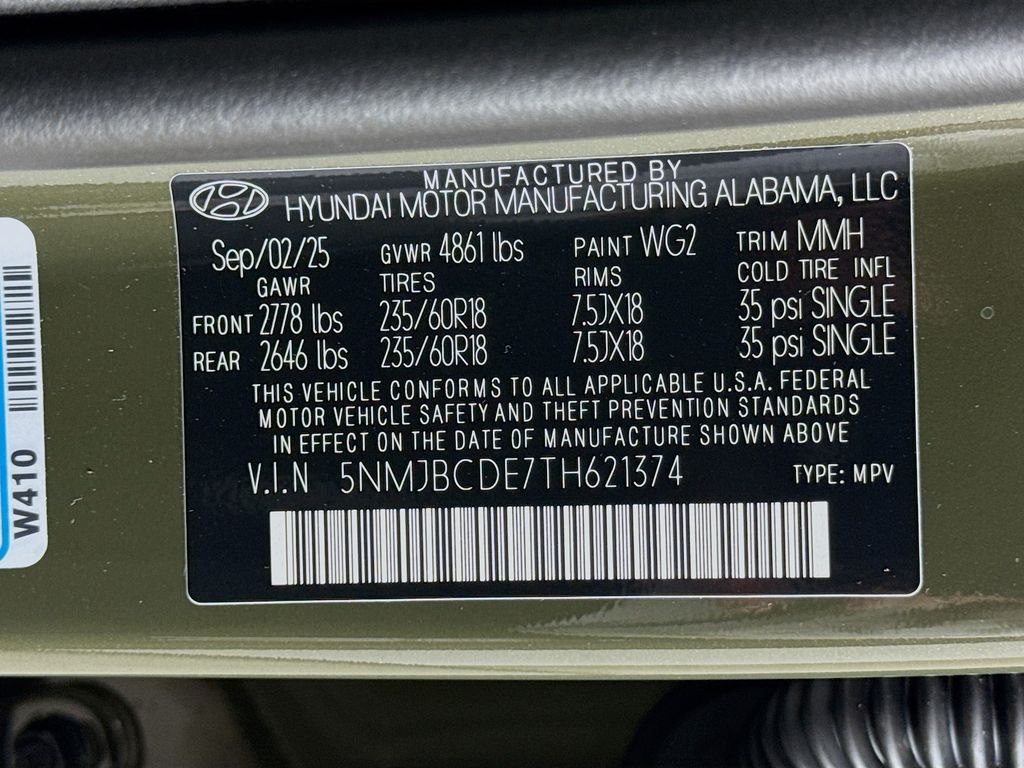 MANUFACTURED BY
HYUNDAI MOTOR MANUFACTURING ALABAMA, LLC
Sep/02/25 GVWR 4861 lbs PAINT WG2 TRIM MMH
GAWR TIRES RIMS COLD TIRE INFL
FRONT 2778 lbs 235/60R18 7.5JX18 35 psi SINGLE
REAR 2646 lbs 235/60R18 7.5JX18 35 psi SINGLE
THIS VEHICLE CONFORMS TO ALL APPLICABLE U.S.A. FEDERAL
MOTOR VEHICLE SAFETY AND THEFT PREVENTION STANDARDS
IN EFFECT ON THE DATE OF MANUFACTURE SHOWN ABOVE
V.I.N 5NMJBCDE7TH621374 TYPE: MPV
W410